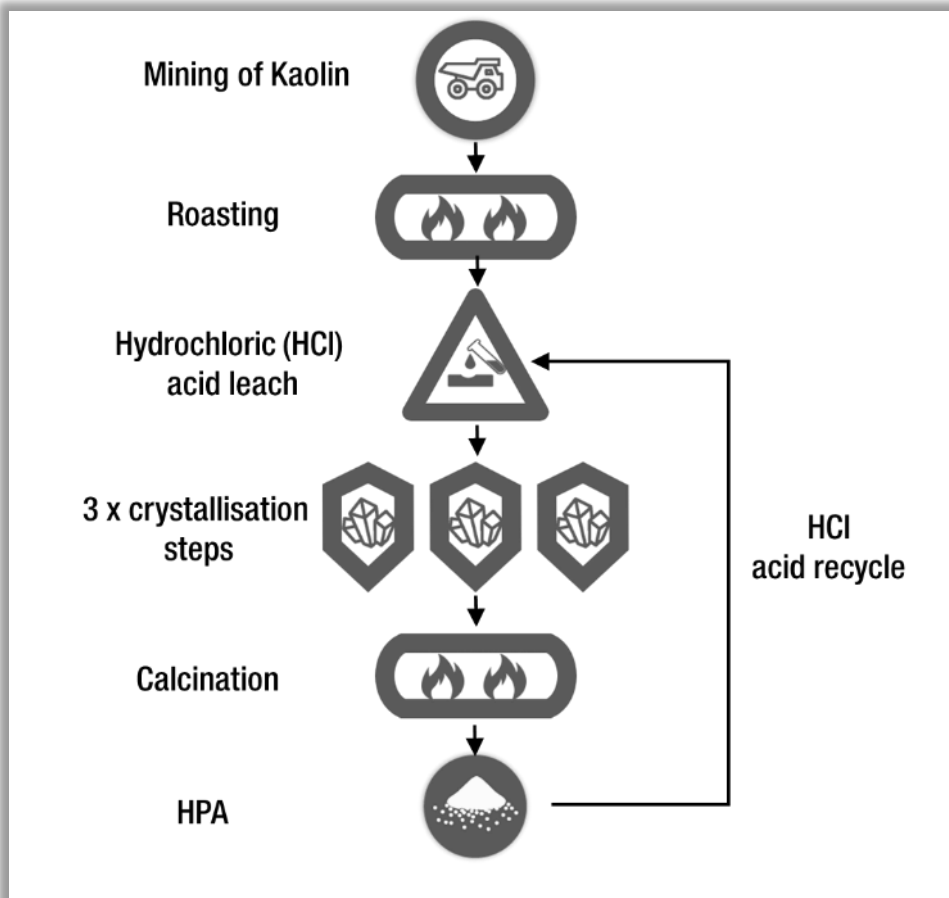 Mining of Kaolin
Roasting
Hydrochloric (HCl)
acid leach
3 x crystallisation
steps
HCl
acid recycle
Calcination
HPA